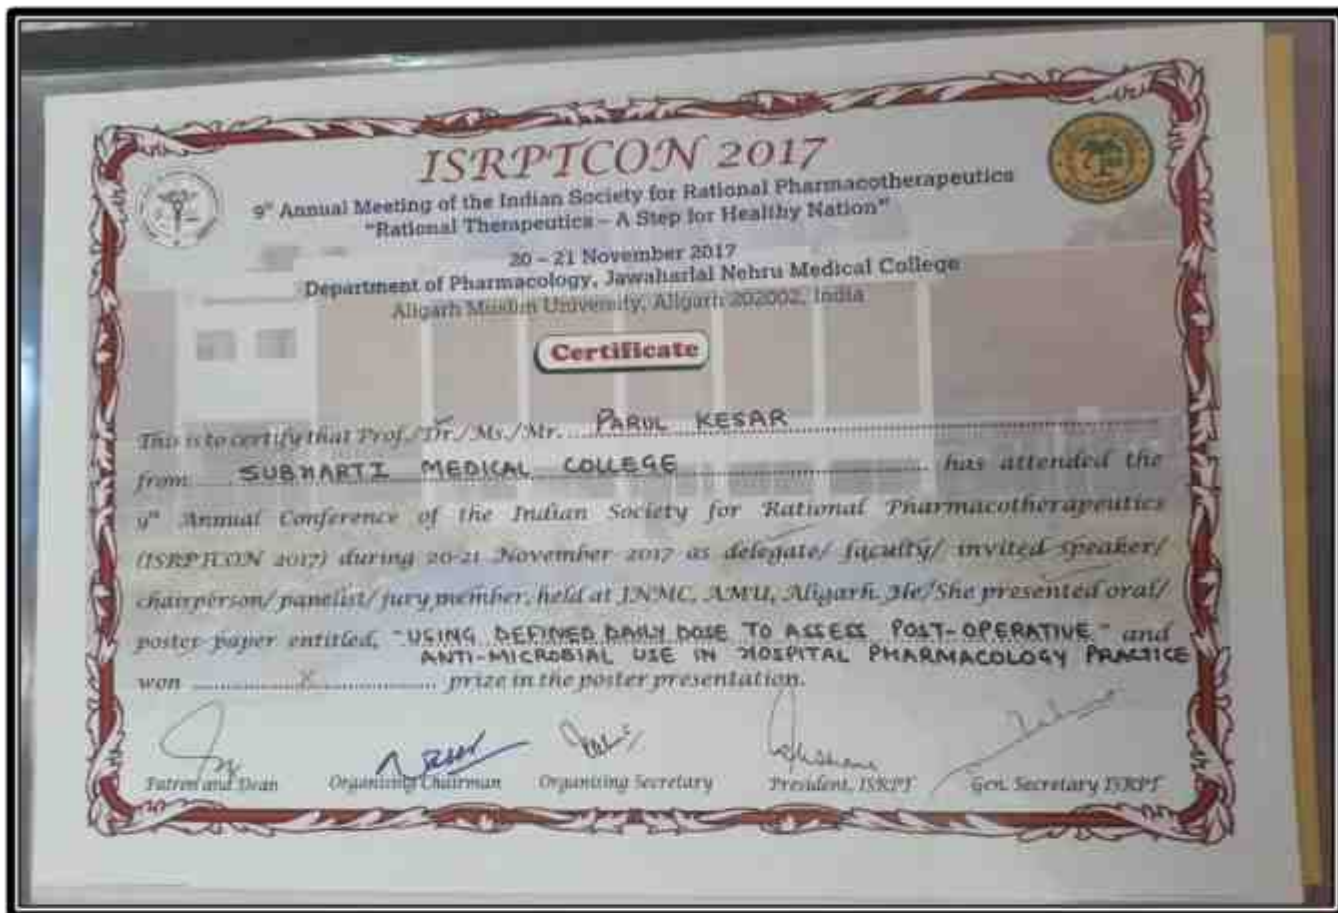 ISRPTCON 2017
9th Annual Meeting of the Indian Society for Rational Pharmacotherapeutics
"Rational Therapeutics – A Step for Healthy Nation"
20 – 21 November 2017
Department of Pharmacology, Jawaharlal Nehru Medical College
Aligarh Muslim University, Aligarh 202002, India
Certificate
This is to certify that Prof./Dr./Ms./Mr. PARUL KESAR
from SUBHARTI MEDICAL COLLEGE has attended the
9th Annual Conference of the Indian Society for Rational Pharmacotherapeutics
(ISRPTCON 2017) during 20-21 November 2017 as delegate/ faculty/ invited speaker/
chairperson/ panelist/ jury member, held at JNMC, AMU, Aligarh. He/She presented oral/
poster paper entitled, "USING DEFINED DAILY DOSE TO ASSESS POST-OPERATIVE" and
ANTI-MICROBIAL USE IN HOSPITAL PHARMACOLOGY PRACTICE
won X prize in the poster presentation.
Patron and Dean Organising Chairman Organising Secretary President, ISRPT Gen. Secretary ISRPT